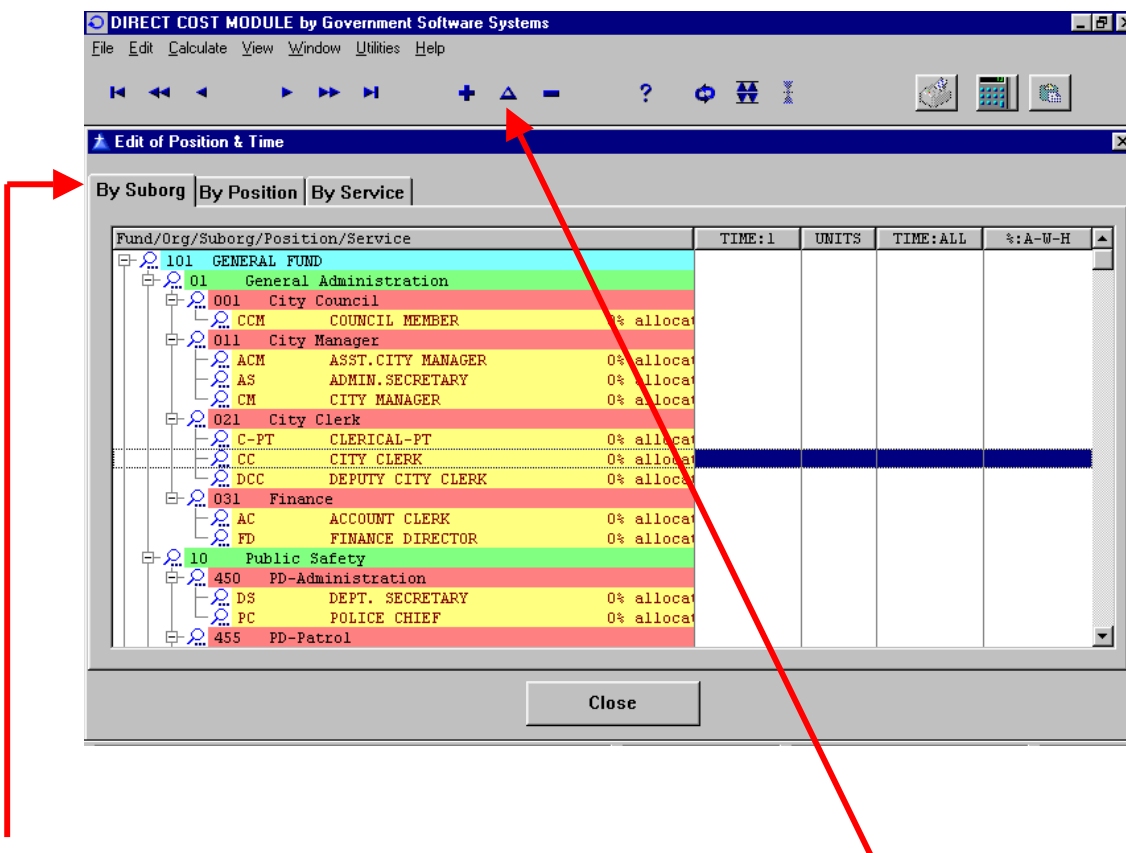 DIRECT COST MODULE by Government Software Systems
File Edit Calculate View Window Utilities Help
?
Edit of Position & Time
By Suborg By Position By Service
Fund/Org/Suborg/Position/Service TIME:1 UNITS TIME:ALL %:A-W-H
101 GENERAL FUND
01 General Administration
001 City Council
CCM COUNCIL MEMBER 0% allocat
011 City Manager
ACM ASST.CITY MANAGER 0% allocat
AS ADMIN.SECRETARY 0% allocat
CM CITY MANAGER 0% allocat
021 City Clerk
C-PT CLERICAL-PT 0% allocat
CC CITY CLERK 0% allocat
DCC DEPUTY CITY CLERK 0% allocat
031 Finance
AC ACCOUNT CLERK 0% allocat
FD FINANCE DIRECTOR 0% allocat
10 Public Safety
450 PD-Administration
DS DEPT. SECRETARY 0% allocat
PC POLICE CHIEF 0% allocat
455 PD-Patrol
Close